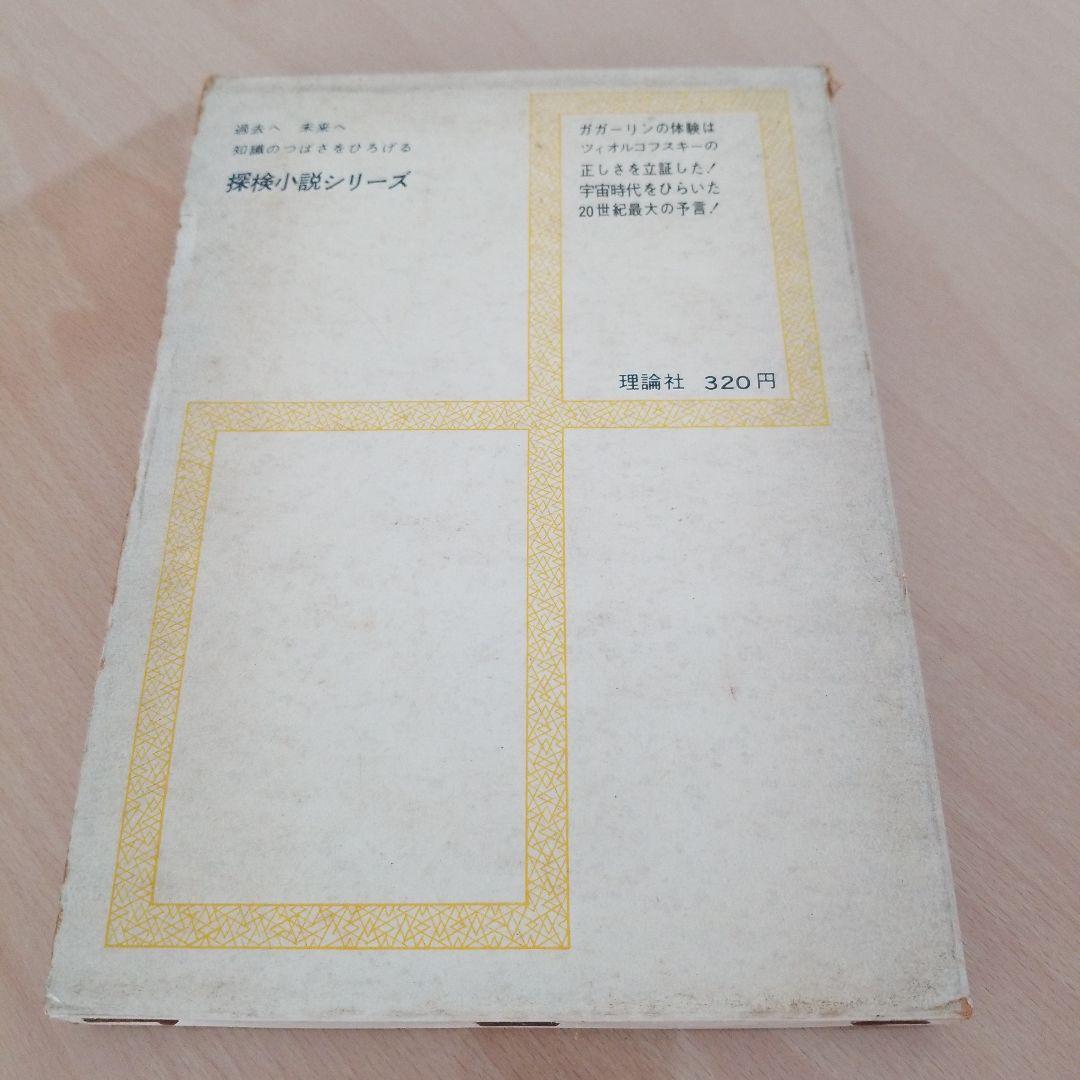 過去へ　未来へ
知識のつばさをひろげる
探検小説シリーズ
ガガーリンの体験は
ツィオルコフスキーの
正しさを立証した！
宇宙時代をひらいた
20世紀最大の予言！
理論社 320円